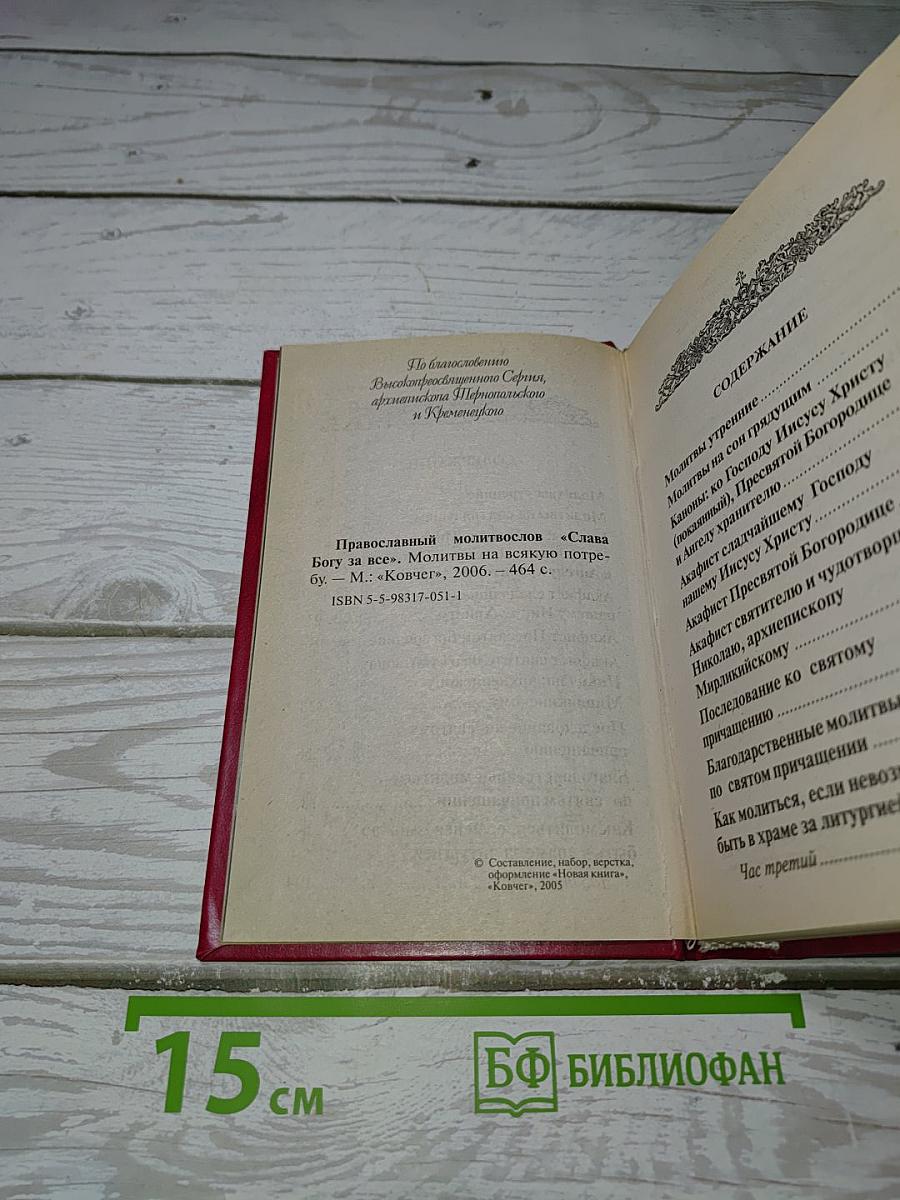 По благословению
Высокопреосвященного Сергия,
архиепископа Тернопольского
и Кременецкого
Православный молитвослов «Слава
Богу за все». Молитвы на всякую потре-
бу. — М.: «Ковчег», 2006. – 464 с.
ISBN 5-5-98317-051-1
© Составление, набор, верстка,
оформление «Новая книга»,
«Ковчег», 2005
СОДЕРЖАНИЕ
Молитвы утренние
Молитвы на сон грядущим
Каноны: ко Господу Иисусу Христу
(покаянный), Пресвятой Богородице
и Ангелу хранителю
Акафист сладчайшему Господу
нашему Иисусу Христу
Акафист Пресвятой Богородице
Акафист святителю и чудотворц
Николаю, архиепископу
Мирликийскому
Последование ко святому
причащению
Благодарственные молитвы
по святом причащении
Как молиться, если невоз
быть в храме за литургией
Час третий
15 см
БФ БИБЛИОФАН